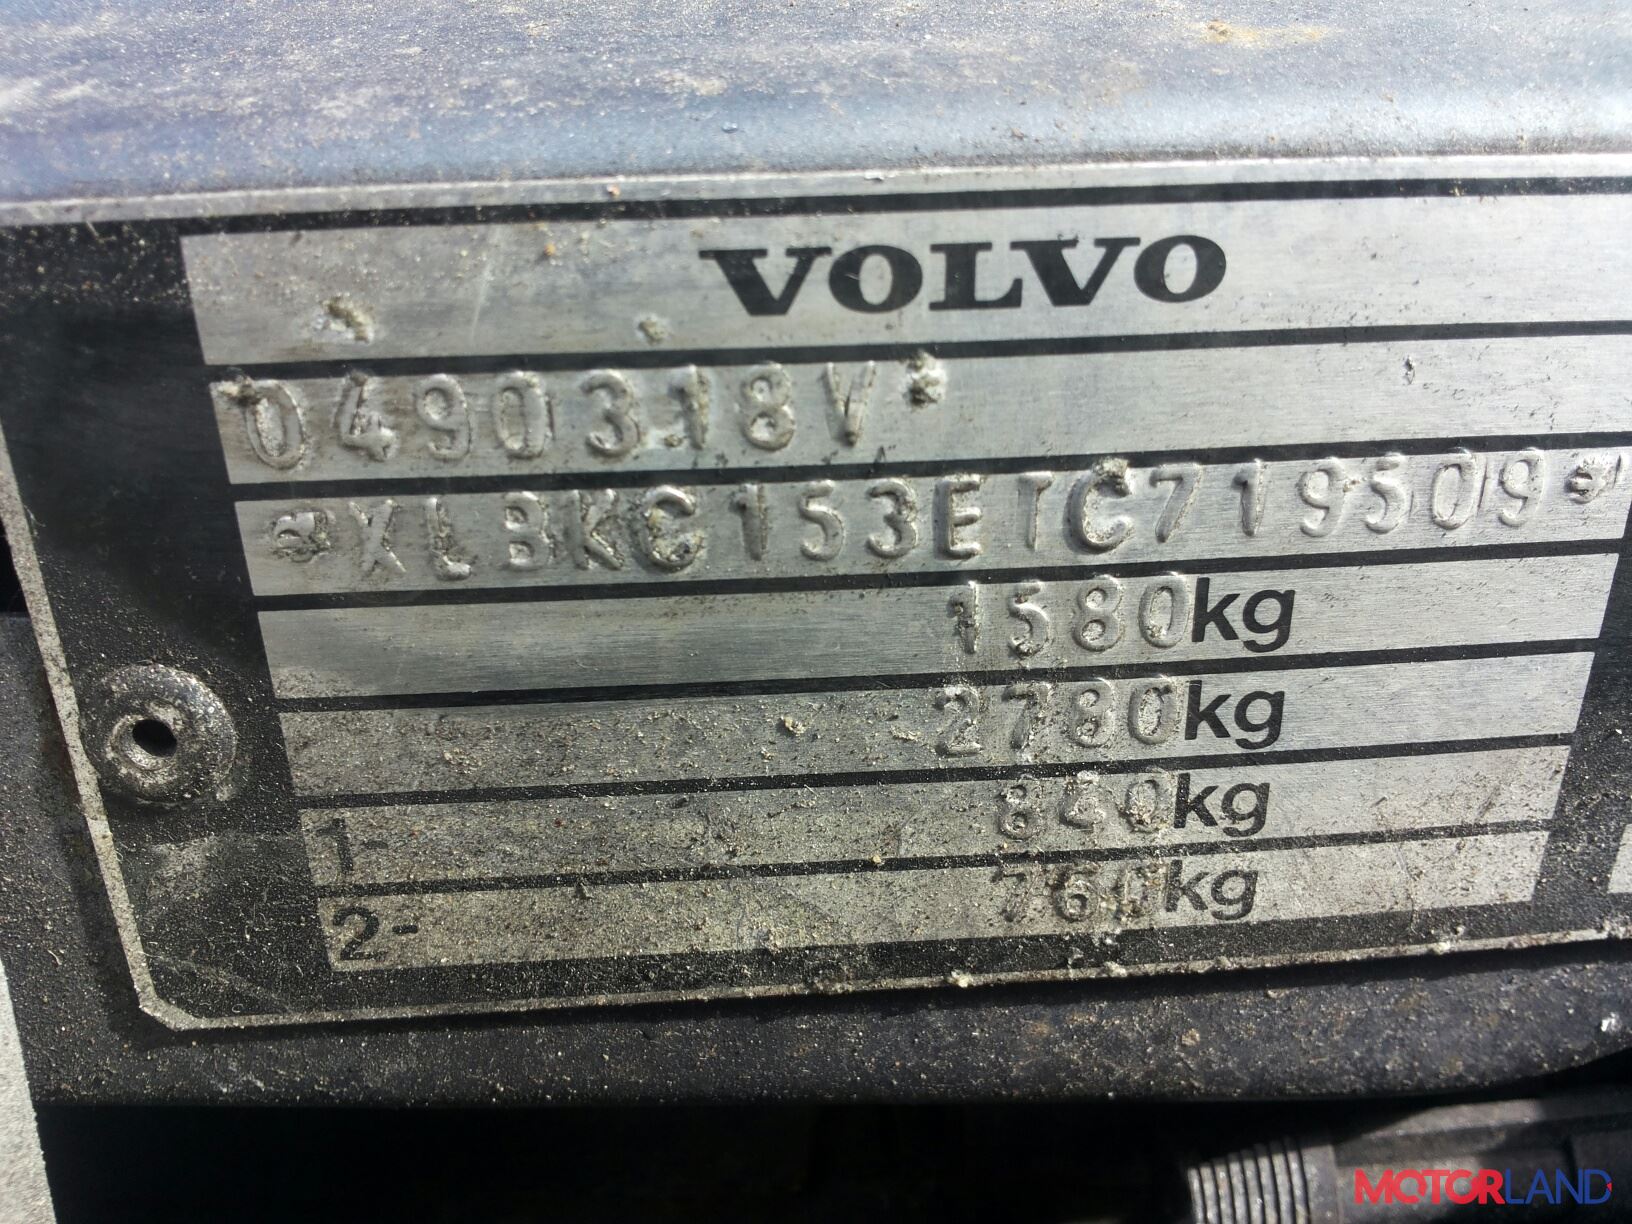 VOLVO
0490318V*
*XLBKC153ETC719509*
1580kg
2780kg
1- 840kg
2- 760kg
MOTORLAND